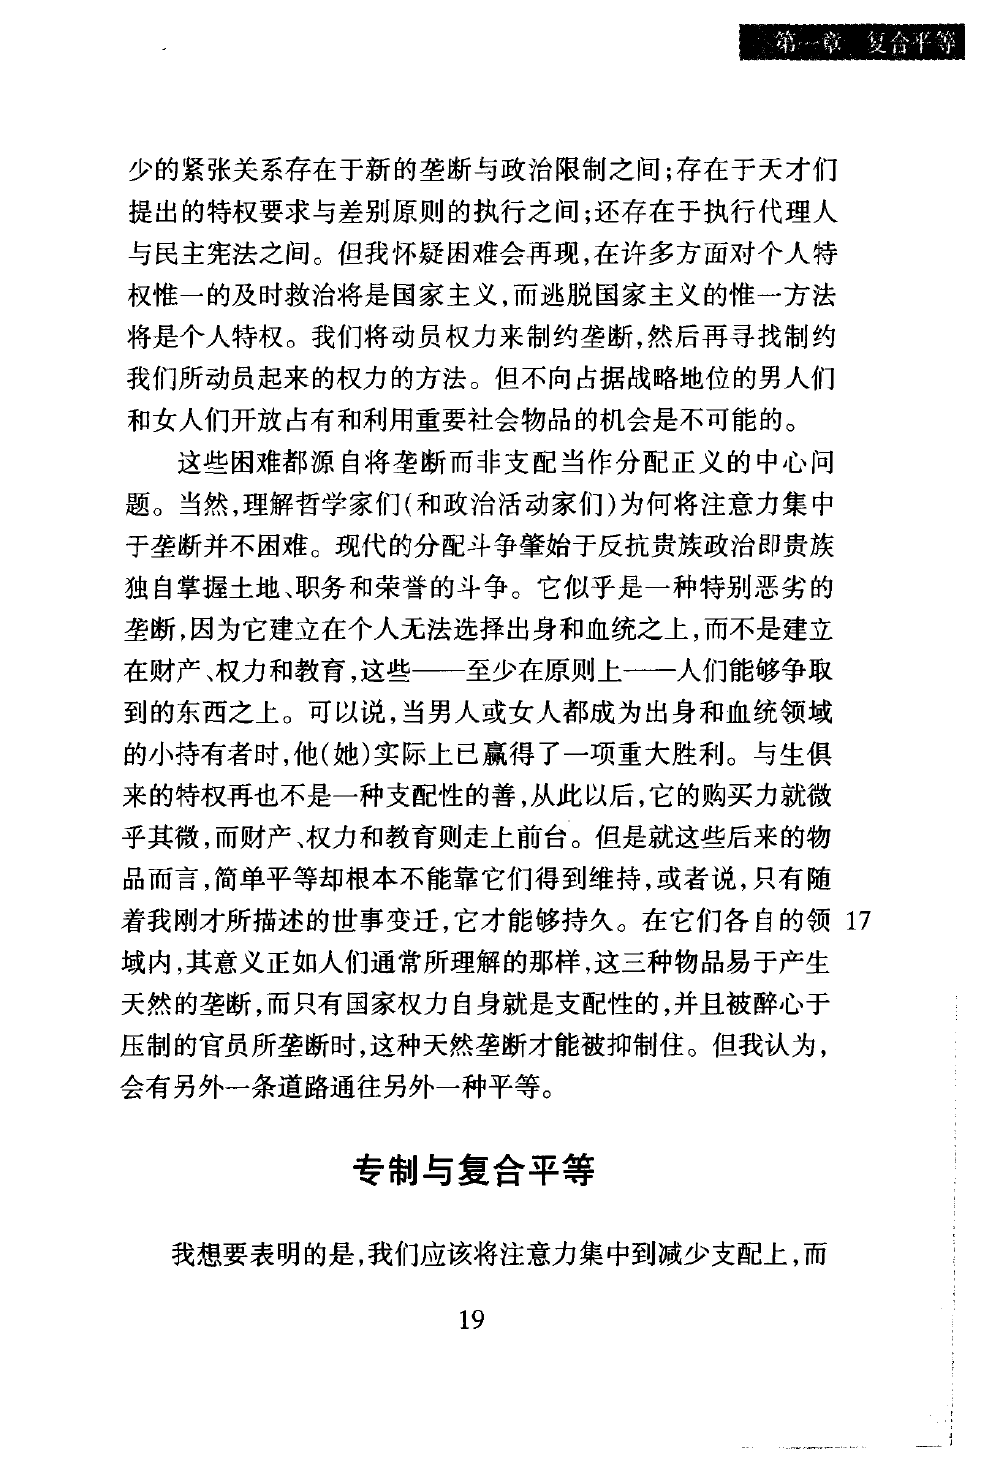 第一章 复合平等
少的紧张关系存在于新的垄断与政治限制之间;存在于天才们
提出的特权要求与差别原则的执行之间;还存在于执行代理人
与民主宪法之间。但我怀疑困难会再现,在许多方面对个人特
权惟一的及时救治将是国家主义,而逃脱国家主义的惟一方法
将是个人特权。我们将动员权力来制约垄断,然后再寻找制约
我们所动员起来的权力的方法。但不向占据战略地位的男人们
和女人们开放占有和利用重要社会物品的机会是不可能的。
这些困难都源自将垄断而非支配当作分配正义的中心问
题。当然,理解哲学家们(和政治活动家们)为何将注意力集中
于垄断并不困难。现代的分配斗争肇始于反抗贵族政治即贵族
独自掌握土地、职务和荣誉的斗争。它似乎是一种特别恶劣的
垄断,因为它建立在个人无法选择出身和血统之上,而不是建立
在财产、权力和教育,这些——至少在原则上——人们能够争取
到的东西之上。可以说,当男人或女人都成为出身和血统领域
的小持有者时,他(她)实际上已赢得了一项重大胜利。与生俱
来的特权再也不是一种支配性的善,从此以后,它的购买力就微
乎其微,而财产、权力和教育则走上前台。但是就这些后来的物
品而言,简单平等却根本不能靠它们得到维持,或者说,只有随
着我刚才所描述的世事变迁,它才能够持久。在它们各自的领 17
域内,其意义正如人们通常所理解的那样,这三种物品易于产生
天然的垄断,而只有国家权力自身就是支配性的,并且被醉心于
压制的官员所垄断时,这种天然垄断才能被抑制住。但我认为,
会有另外一条道路通往另外一种平等。
专制与复合平等
我想要表明的是,我们应该将注意力集中到减少支配上,而
19